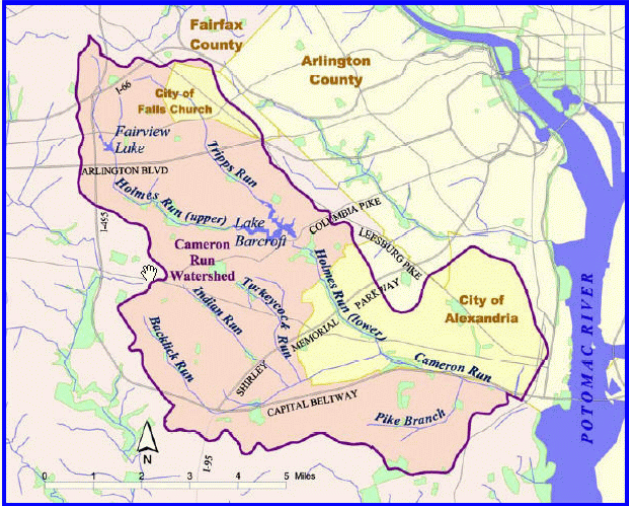 Fairfax
County
Arlington
County
I-66
City of
Falls Church
Fairview
Lake
Tripps Run
ARLINGTON BLVD
Holmes Run (upper)
Lake
Barcroft
COLUMBIA PIKE
I-495
LEESBURG PIKE
Cameron
Run
Watershed
Holmes Run (lower)
PARKWAY
MEMORIAL
SHIRLEY
City of
Alexandria
Indian Run
Turkeycock Run
Backlick Run
Cameron Run
CAPITAL BELTWAY
Pike Branch
POTOMAC RIVER
N
I-95
0 1 2 3 4 5 Miles